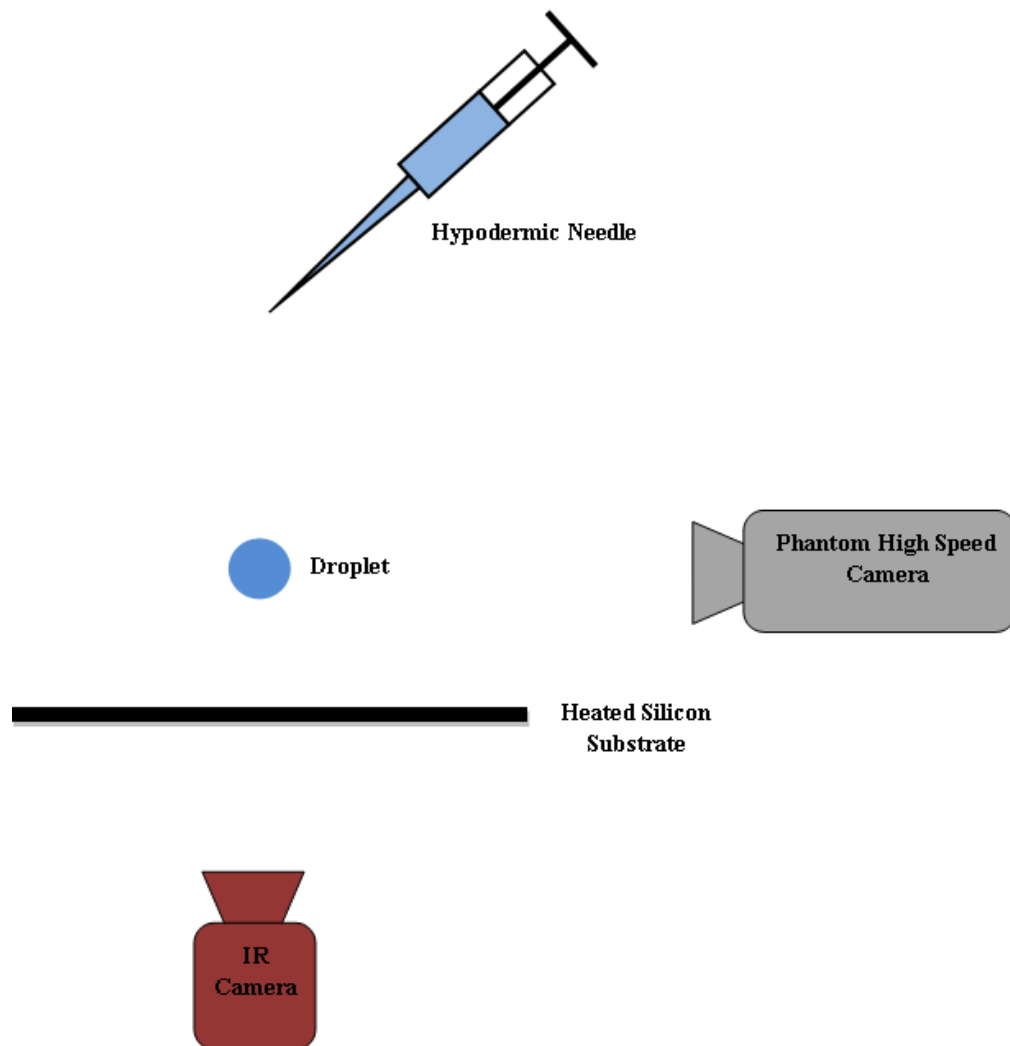 Hypodermic Needle
Droplet
Phantom High Speed
Camera
Heated Silicon
Substrate
IR
Camera